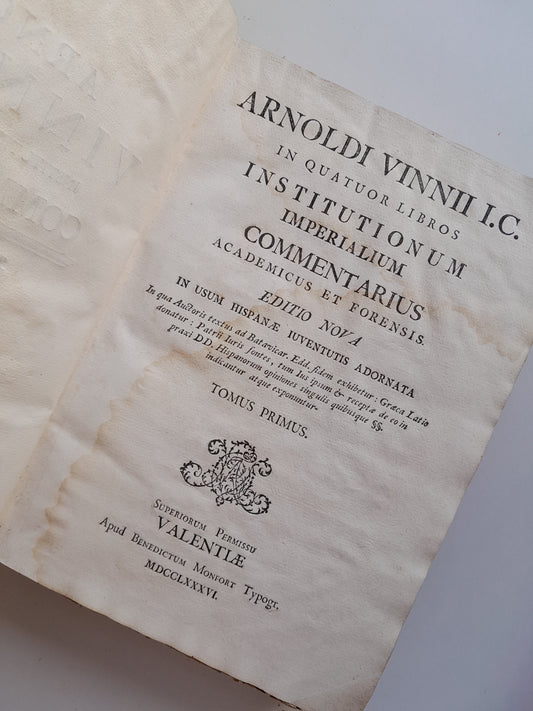 ARNOLDI VINNII I.C.
IN QUATUOR LIBROS
INSTITUTIONUM
IMPERIALIUM
COMMENTARIUS
ACADEMICUS ET FORENSIS.
EDITIO NOVA
IN USUM HISPANÆ IUVENTUTIS ADORNATA
In qua Auctoris textus ad Batavicar. Edd. fidem exhibetur: Græca Latio
donatur: Patrii Iuris fontes, tum Ius ipsum & receptæ de eo in
praxi DD. Hispanorum opiniones singulis quibusque §§.
indicantur atque exponuntur.
TOMUS PRIMUS.
SUPERIORUM PERMISSU
VALENTIÆ
Apud BENEDICTUM MONFORT Typogr.
MDCCLXXXVI.